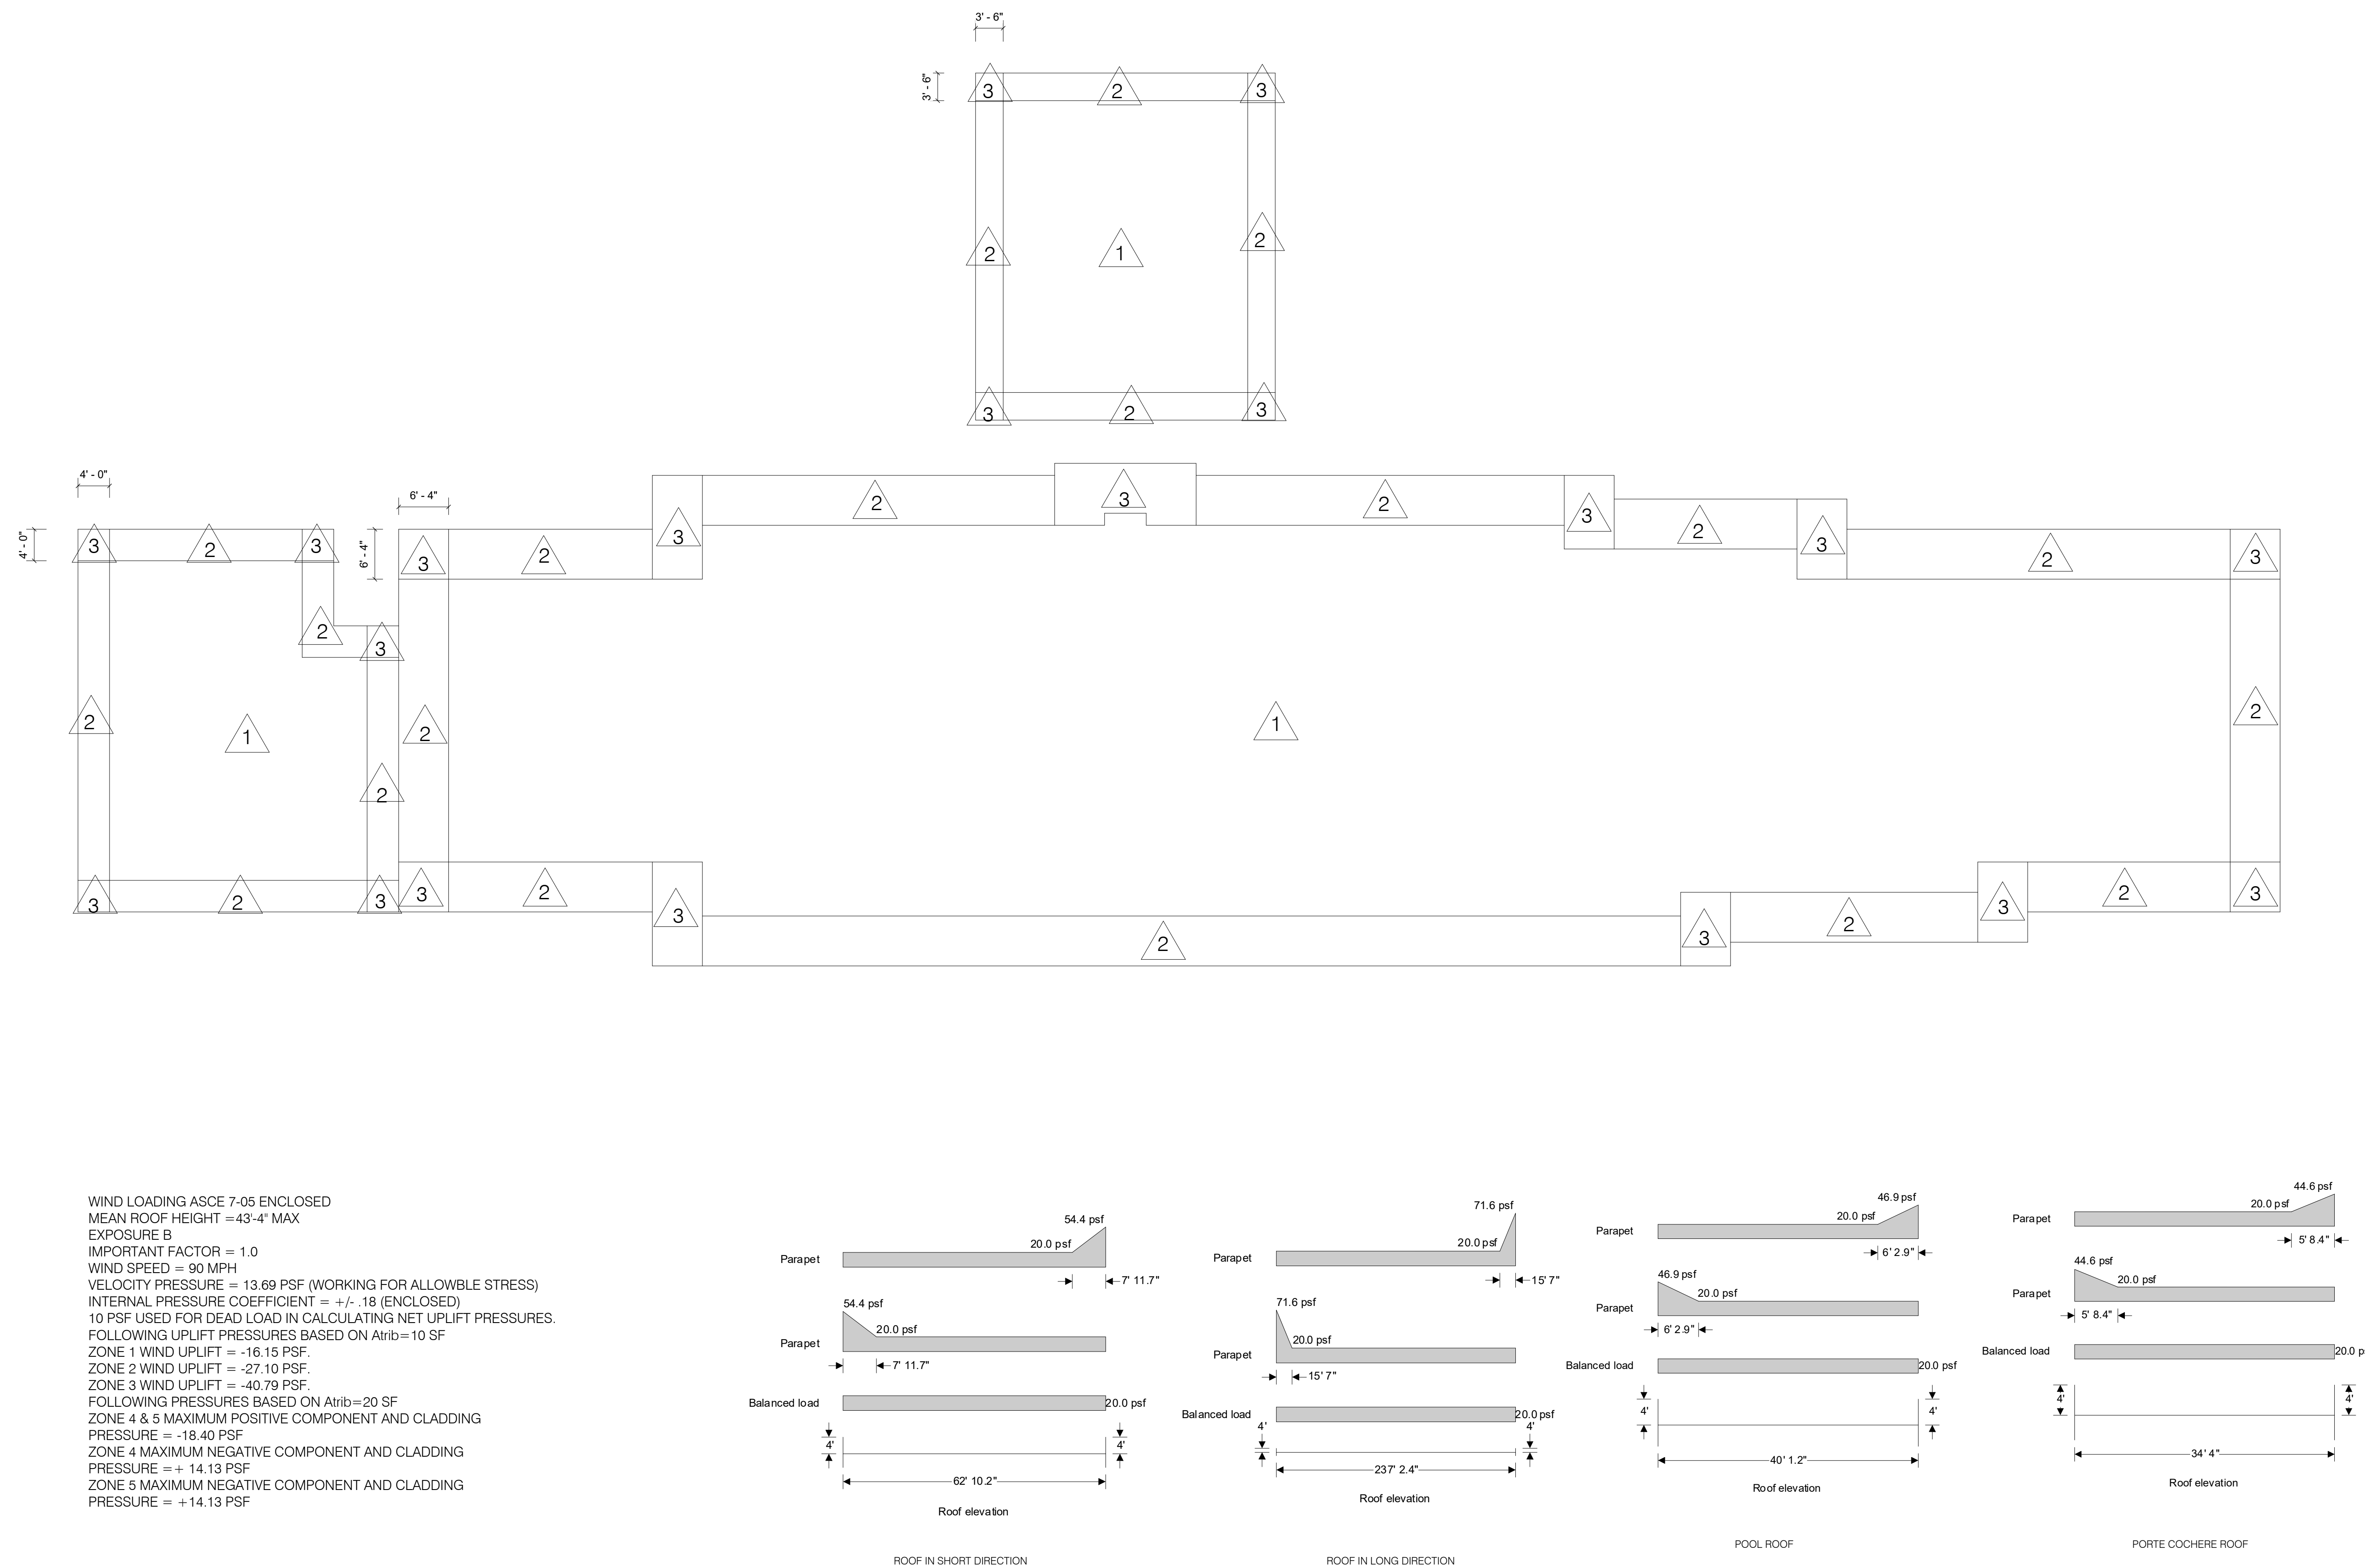 3' - 6"
3' - 6"
3
2
3
2
1
2
3
2
3
4' - 0"
4' - 0"
6' - 4"
6' - 4"
3
2
3
2
3
2
1
2
3
2
3
3
2
3
2
3
2
3
2
3
2
3
2
1
2
3
2
3
2
3
2
3
2
3
WIND LOADING ASCE 7-05 ENCLOSED
MEAN ROOF HEIGHT =43'-4" MAX
EXPOSURE B
IMPORTANT FACTOR = 1.0
WIND SPEED = 90 MPH
VELOCITY PRESSURE = 13.69 PSF (WORKING FOR ALLOWBLE STRESS)
INTERNAL PRESSURE COEFFICIENT = +/- .18 (ENCLOSED)
10 PSF USED FOR DEAD LOAD IN CALCULATING NET UPLIFT PRESSURES.
FOLLOWING UPLIFT PRESSURES BASED ON Atrib=10 SF
ZONE 1 WIND UPLIFT = -16.15 PSF.
ZONE 2 WIND UPLIFT = -27.10 PSF.
ZONE 3 WIND UPLIFT = -40.79 PSF.
FOLLOWING PRESSURES BASED ON Atrib=20 SF
ZONE 4 & 5 MAXIMUM POSITIVE COMPONENT AND CLADDING
PRESSURE = -18.40 PSF
ZONE 4 MAXIMUM NEGATIVE COMPONENT AND CLADDING
PRESSURE =+ 14.13 PSF
ZONE 5 MAXIMUM NEGATIVE COMPONENT AND CLADDING
PRESSURE = +14.13 PSF
54.4 psf
20.0 psf
Parapet
7' 11.7"
54.4 psf
20.0 psf
Parapet
7' 11.7"
Balanced load
20.0 psf
4'
4'
62' 10.2"
Roof elevation
ROOF IN SHORT DIRECTION
71.6 psf
20.0 psf
Parapet
15' 7"
71.6 psf
20.0 psf
Parapet
15' 7"
Balanced load
20.0 psf
4'
4'
237' 2.4"
Roof elevation
ROOF IN LONG DIRECTION
46.9 psf
20.0 psf
Parapet
6' 2.9"
46.9 psf
20.0 psf
Parapet
6' 2.9"
Balanced load
20.0 psf
4'
4'
40' 1.2"
Roof elevation
POOL ROOF
44.6 psf
20.0 psf
Parapet
5' 8.4"
44.6 psf
20.0 psf
Parapet
5' 8.4"
Balanced load
20.0 p
4'
4'
34' 4"
Roof elevation
PORTE COCHERE ROOF